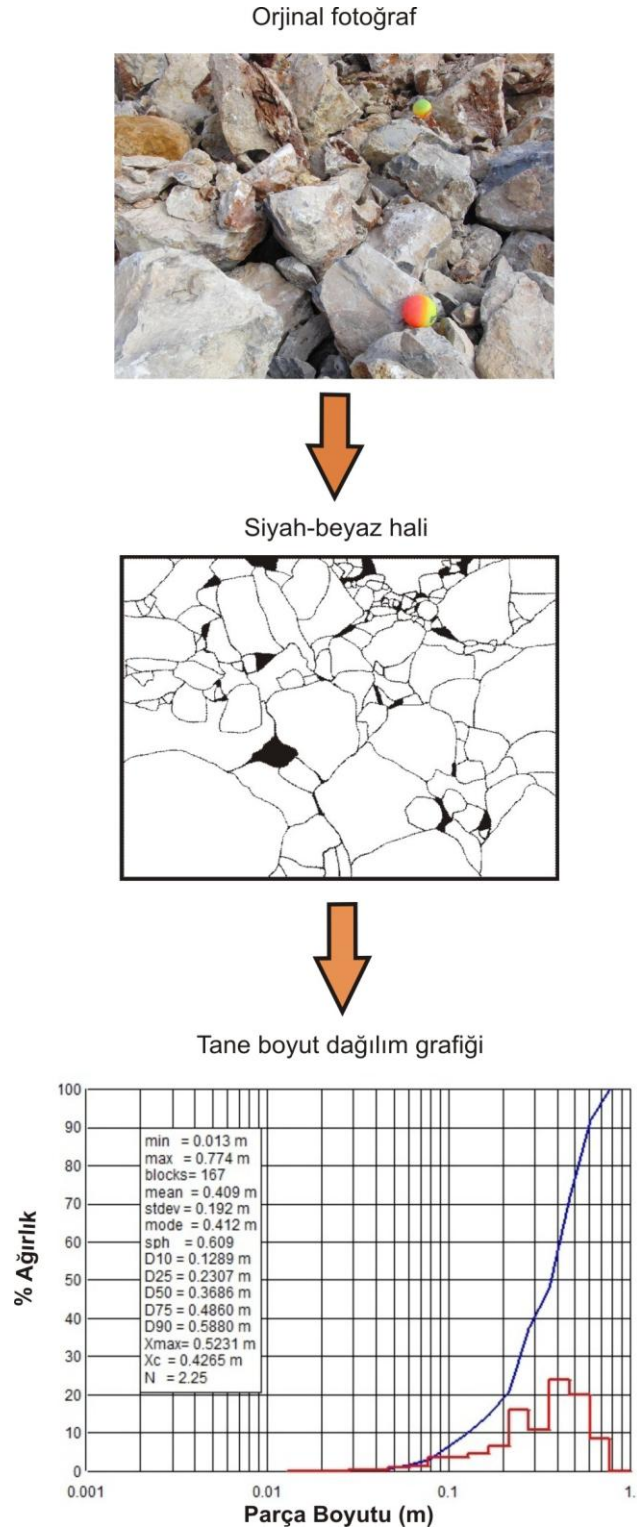 Orjinal fotoğraf
Siyah-beyaz hali
Tane boyut dağılım grafiği
100
90
80
70
60
50
40
30
20
10
0
% Ağırlık
min = 0.013 m
max = 0.774 m
blocks= 167
mean = 0.409 m
stdev = 0.192 m
mode = 0.412 m
sph = 0.609
D10 = 0.1289 m
D25 = 0.2307 m
D50 = 0.3686 m
D75 = 0.4860 m
D90 = 0.5880 m
Xmax= 0.5231 m
Xc = 0.4265 m
N = 2.25
0.001 0.01 0.1 1.
Parça Boyutu (m)